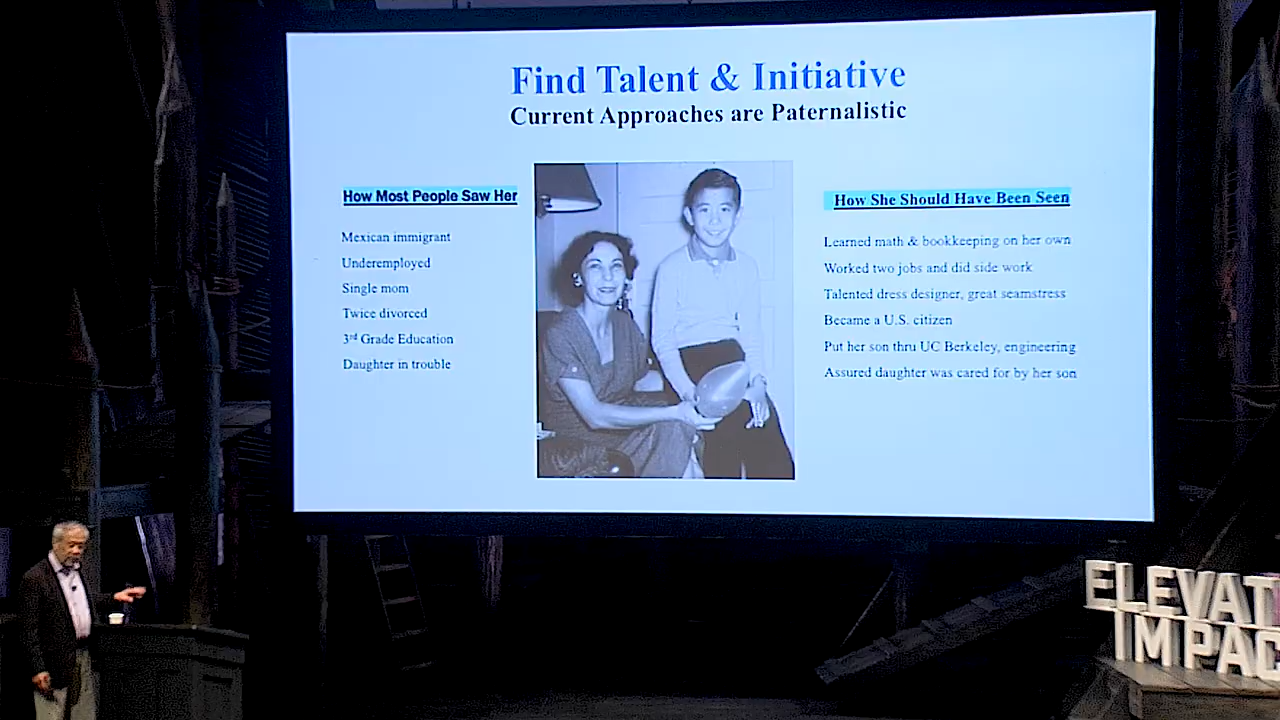 Find Talent & Initiative
Current Approaches are Paternalistic
How Most People Saw Her
Mexican immigrant
Underemployed
Single mom
Twice divorced
3rd Grade Education
Daughter in trouble
How She Should Have Been Seen
Learned math & bookkeeping on her own
Worked two jobs and did side work
Talented dress designer, great seamstress
Became a U.S. citizen
Put her son thru UC Berkeley, engineering
Assured daughter was cared for by her son
ELEVAT
IMPAC